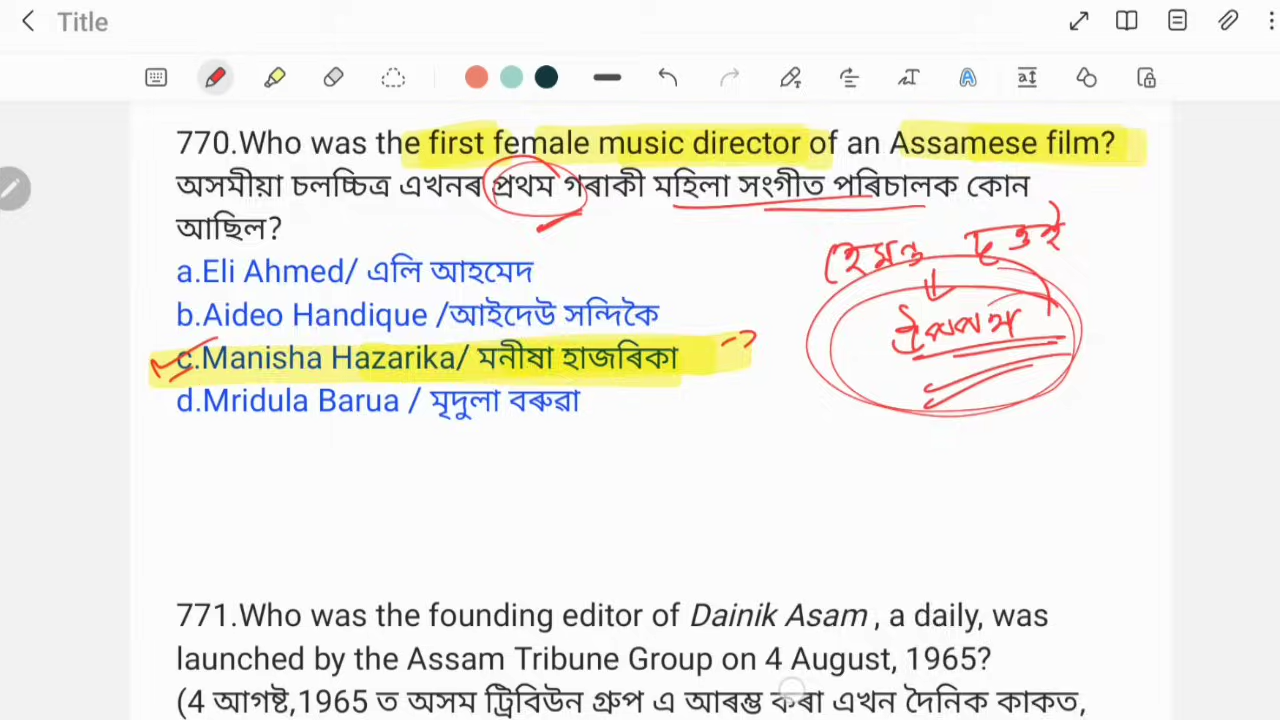 Title
770.Who was the first female music director of an Assamese film?
অসমীয়া চলচ্চিত্ৰ এখনৰ প্ৰথম গৰাকী মহিলা সংগীত পৰিচালক কোন
আছিল?
হেমন্ত দত্তই
a.Eli Ahmed/ এলি আহমেদ
b.Aideo Handique /আইদেউ সন্দিকৈ
c.Manisha Hazarika/ মনীষা হাজৰিকা
d.Mridula Barua / মৃদুলা বৰুৱা
771.Who was the founding editor of Dainik Asam , a daily, was
launched by the Assam Tribune Group on 4 August, 1965?
(4 আগষ্ট,1965 ত অসম ট্ৰিবিউন গ্ৰুপ এ আৰম্ভ কৰা এখন দৈনিক কাকত,